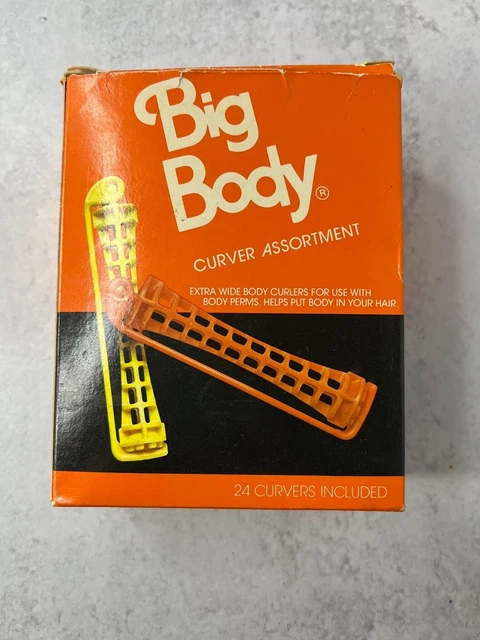 Big
Body®
CURVER ASSORTMENT
EXTRA WIDE BODY CURLERS FOR USE WITH
BODY PERMS. HELPS PUT BODY IN YOUR HAIR.
24 CURVERS INCLUDED